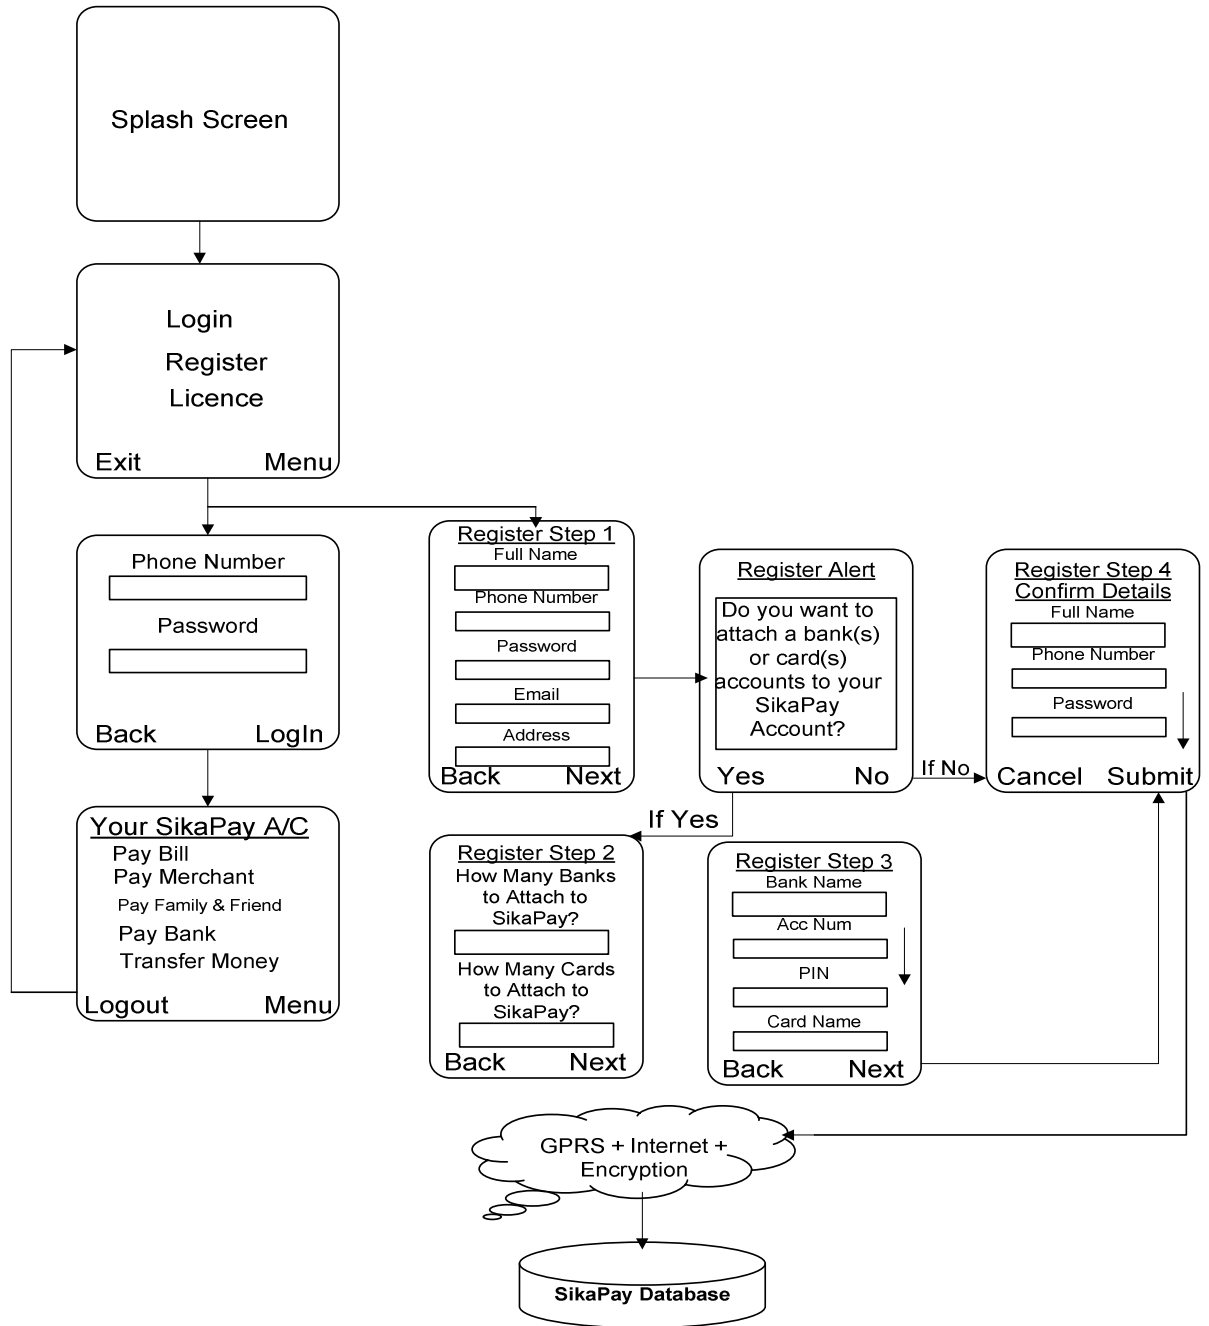 Splash Screen
Login
Register
Licence
Exit Menu
Phone Number
Password
Back LogIn
Your SikaPay A/C
Pay Bill
Pay Merchant
Pay Family & Friend
Pay Bank
Transfer Money
Logout Menu
Register Step 1
Full Name
Phone Number
Password
Email
Address
Back Next
Register Alert
Do you want to
attach a bank(s)
or card(s)
accounts to your
SikaPay
Account?
Yes No
If No
If Yes
Register Step 4
Confirm Details
Full Name
Phone Number
Password
Cancel Submit
Register Step 2
How Many Banks
to Attach to
SikaPay?
How Many Cards
to Attach to
SikaPay?
Back Next
Register Step 3
Bank Name
Acc Num
PIN
Card Name
Back Next
GPRS + Internet +
Encryption
SikaPay Database